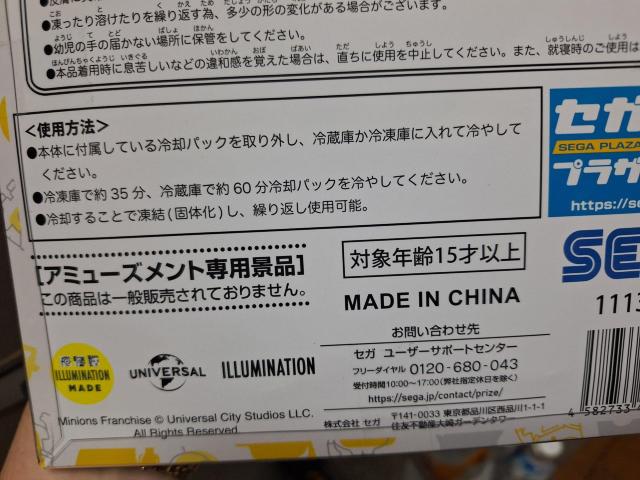 ●凍ったり溶けたりを繰り返す為、多少の形の変化がある場合がございます。
●幼児の手の届かない場所に保管をしてください。
●本品着用時に息苦しいなどの違和感を覚えた場合は、直ちに使用を中止してください。また、就寝時のご使用は
<使用方法>
●本体に付属している冷却パックを取り外し、冷蔵庫か冷凍庫に入れて冷やして
ください。
●冷凍庫で約35分、冷蔵庫で約60分冷却パックを冷やしてください。
●冷却することで凍結(固体化)し、繰り返し使用可能。
セガ
SEGA PLAZA
プラザ
https://se
[アミューズメント専用景品]
この商品は一般販売されておりません。
対象年齢15才以上
MADE IN CHINA
お問い合わせ先
セガ ユーザーサポートセンター
フリーダイヤル 0120-680-043
受付時間10:00〜17:00(弊社指定休日を除く)
https://sega.jp/contact/prize/
株式会社 セガ 〒141-0033 東京都品川区西品川1-1-1
住友不動産大崎ガーデンタワー
ILLUMINATION
MADE
UNIVERSAL
ILLUMINATION
Minions Franchise © Universal City Studios LLC.
All Rights Reserved.
1113
4 582733